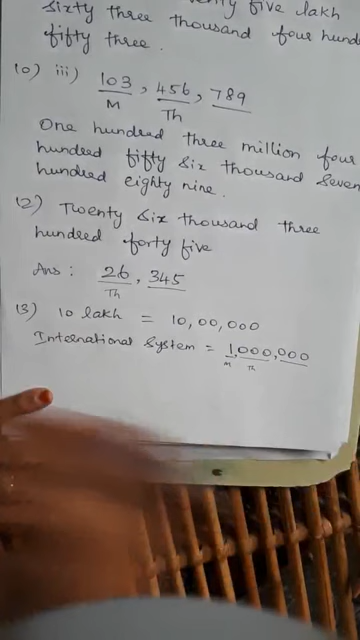 Sixty three thousand four hund
fifty three.
10) iii) 103, 456, 789
M Th
One hundred three million four
hundred fifty six thousand seven
hundred eighty nine.
12) Twenty six thousand three
hundred forty five
Ans: 26, 345
Th
13) 10 lakh = 10,00,000
International System = 1,000,000
M Th